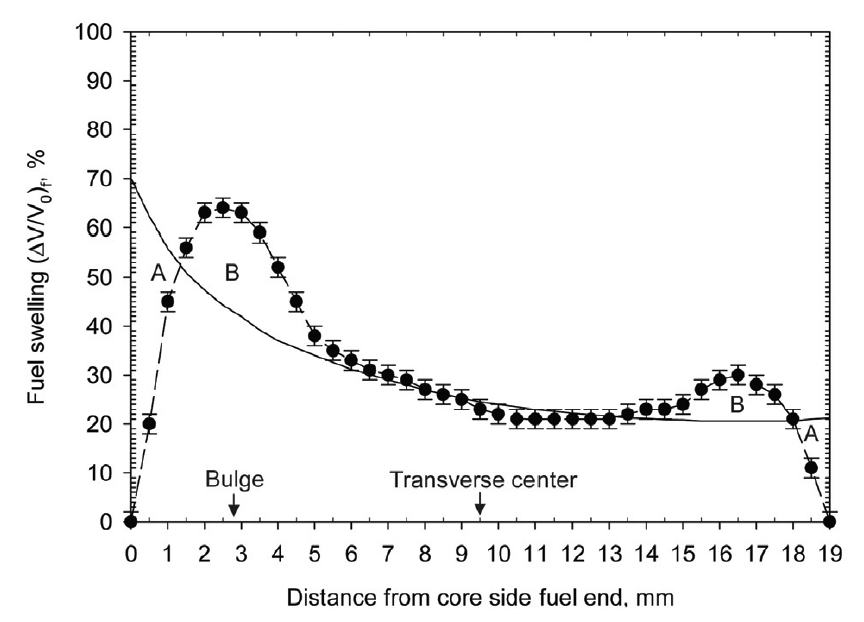 100
90
80
70
60
50
40
30
20
10
0
Fuel swelling (ΔV/V0)f, %
A
B
B
A
Bulge
Transverse center
0 1 2 3 4 5 6 7 8 9 10 11 12 13 14 15 16 17 18 19
Distance from core side fuel end, mm